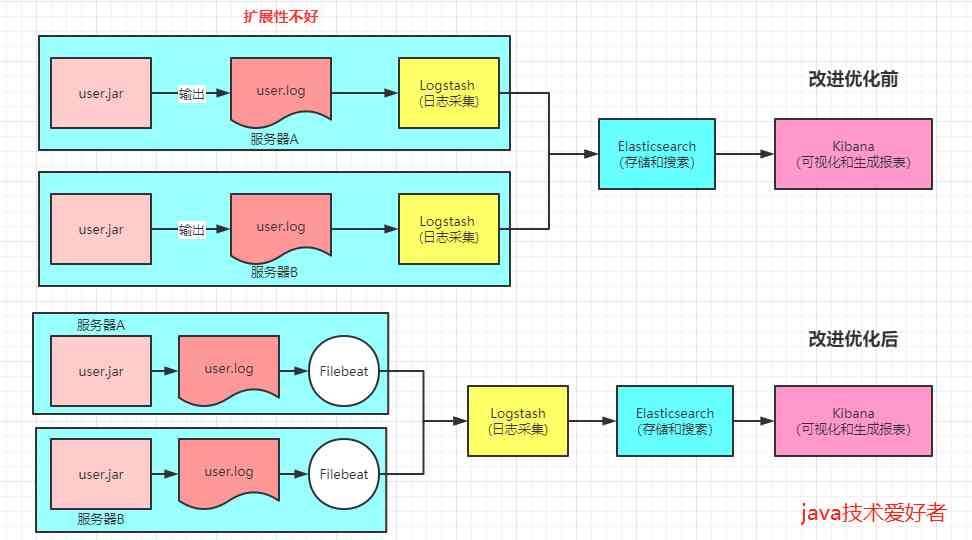 扩展性不好
user.jar
输出
user.log
Logstash
(日志采集)
服务器A
改进优化前
Elasticsearch
(存储和搜索)
Kibana
(可视化和生成报表)
user.jar
输出
user.log
Logstash
(日志采集)
服务器B
服务器A
user.jar
user.log
Filebeat
改进优化后
Logstash
(日志采集)
Elasticsearch
(存储和搜索)
Kibana
(可视化和生成报表)
user.jar
user.log
Filebeat
服务器B
java技术爱好者